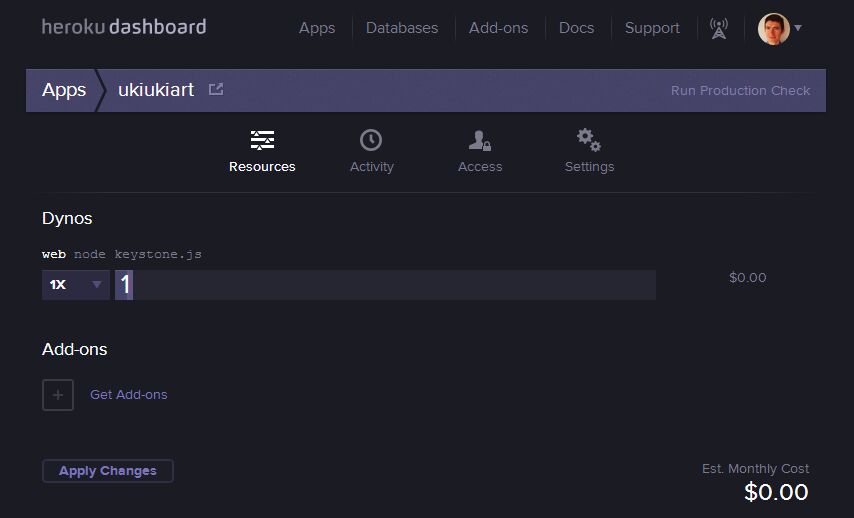 heroku dashboard Apps Databases Add-ons Docs Support
Apps ukiukiart Run Production Check
Resources Activity Access Settings
Dynos
web node keystone.js
1X 1 $0.00
Add-ons
+ Get Add-ons
Apply Changes Est. Monthly Cost
$0.00